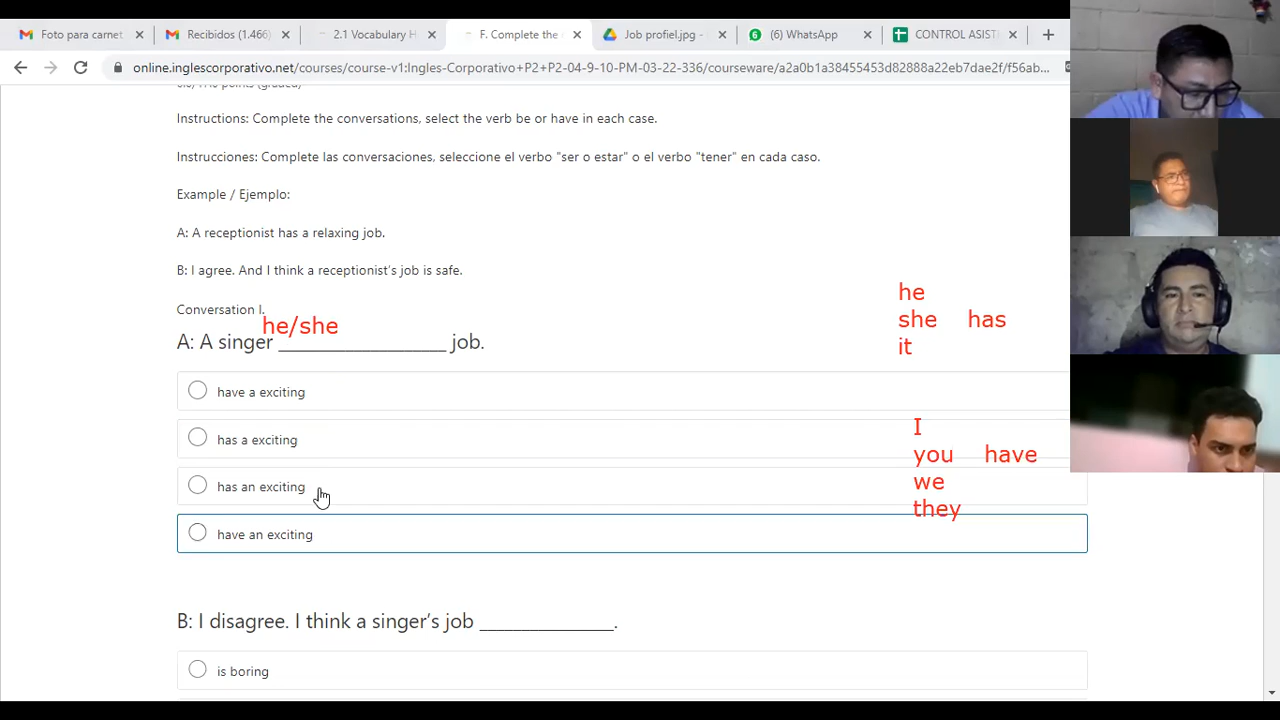 Foto para carnet
Recibidos (1.466)
2.1 Vocabulary H
F. Complete the
Job profiel.jpg -
6
(6) WhatsApp
CONTROL ASIST
online.inglescorporativo.net/courses/course-v1:Ingles-Corporativo+P2+P2-04-9-10-PM-03-22-336/courseware/a2a0b1a38455453d82888a22eb7dae2f/f56ab...
Instructions: Complete the conversations, select the verb be or have in each case.
Instrucciones: Complete las conversaciones, seleccione el verbo "ser o estar" o el verbo "tener" en cada caso.
Example / Ejemplo:
A: A receptionist has a relaxing job.
B: I agree. And I think a receptionist's job is safe.
Conversation I.
he/she
A: A singer ____________________ job.
have a exciting
has a exciting
has an exciting
have an exciting
he
she has
it
I
you have
we
they
B: I disagree. I think a singer's job _______________.
is boring